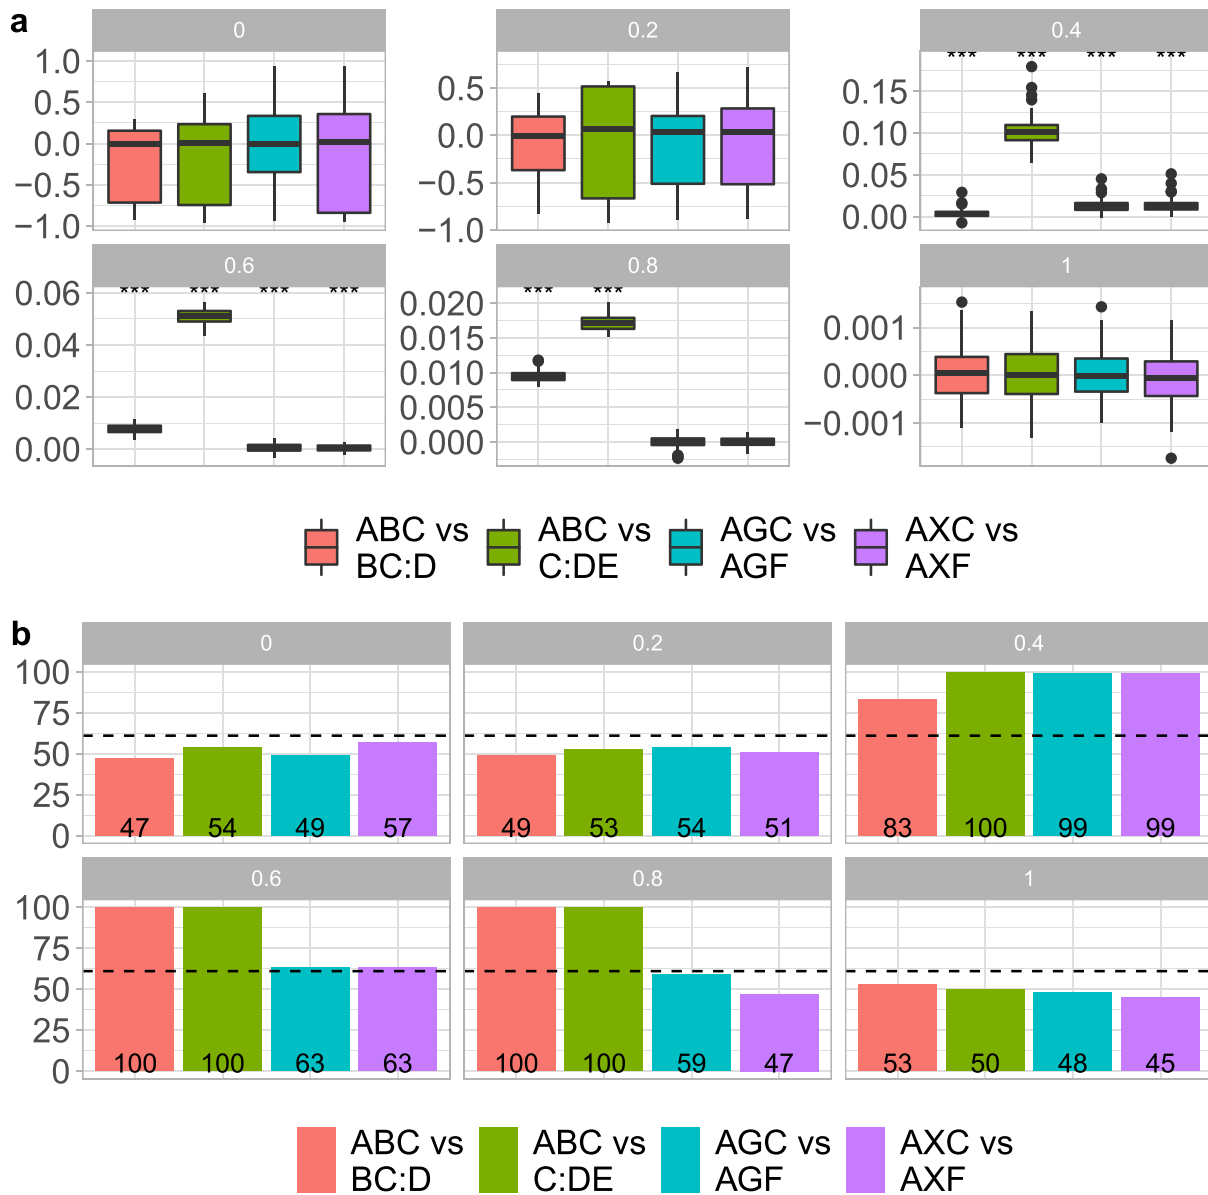 a
0
0.2
0.4
1.0
0.5
0.0
−0.5
−1.0
0.5
0.0
−0.5
−1.0
*** *** *** ***
0.15
0.10
0.05
0.00
0.6
0.8
1
*** *** *** ***
0.06
0.04
0.02
0.00
*** ***
0.020
0.015
0.010
0.005
0.000
0.001
0.000
−0.001
ABC vs BC:D
ABC vs C:DE
AGC vs AGF
AXC vs AXF
b
0
0.2
0.4
100
75
50
25
0
47 54 49 57
49 53 54 51
83 100 99 99
0.6
0.8
1
100
75
50
25
0
100 100 63 63
100 100 59 47
53 50 48 45
ABC vs BC:D
ABC vs C:DE
AGC vs AGF
AXC vs AXF